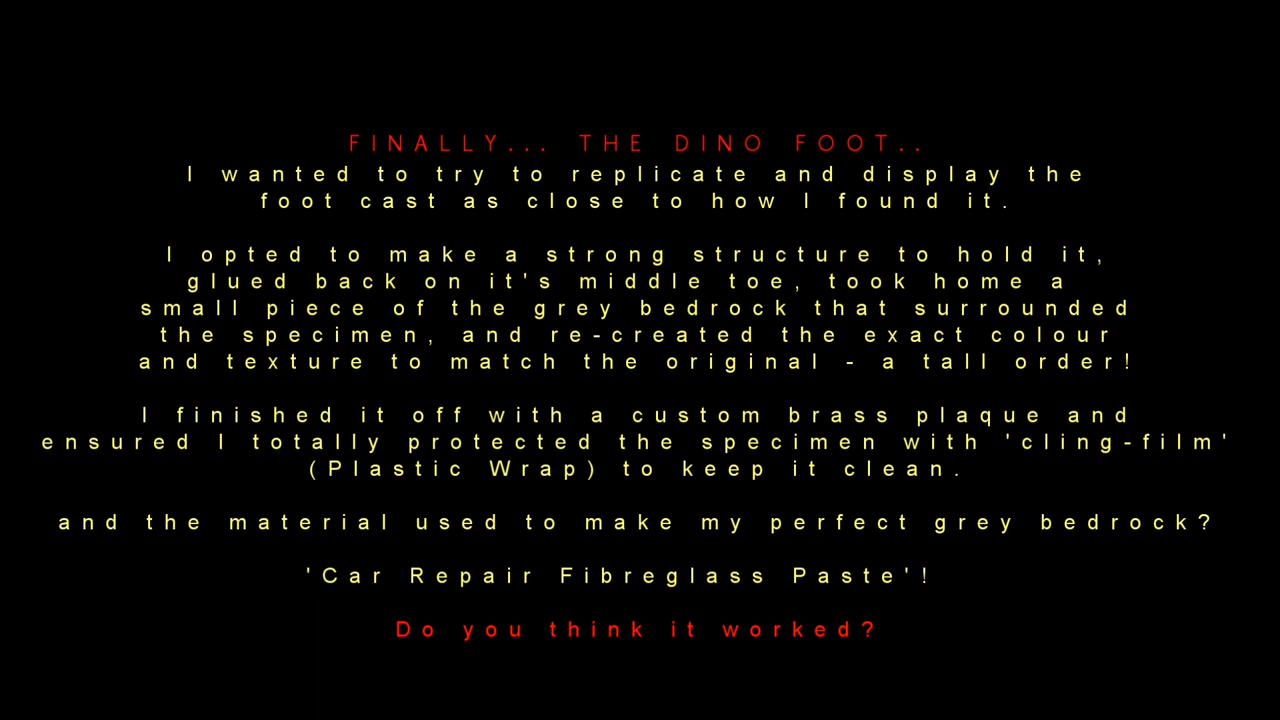 FINALLY... THE DINO FOOT..
I wanted to try to replicate and display the
foot cast as close to how I found it.
I opted to make a strong structure to hold it,
glued back on it's middle toe, took home a
small piece of the grey bedrock that surrounded
the specimen, and re-created the exact colour
and texture to match the original - a tall order!
I finished it off with a custom brass plaque and
ensured I totally protected the specimen with 'cling-film'
(Plastic Wrap) to keep it clean.
and the material used to make my perfect grey bedrock?
'Car Repair Fibreglass Paste'!
Do you think it worked?